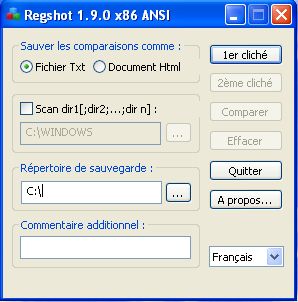 Regshot 1.9.0 x86 ANSI
Sauver les comparaisons comme :
Fichier Txt
Document Html
Scan dir1[;dir2;...;dir n] :
C:\WINDOWS
...
Répertoire de sauvegarde :
C:\
...
Commentaire additionnel :
1er cliché
2ème cliché
Comparer
Effacer
Quitter
A propos...
Français